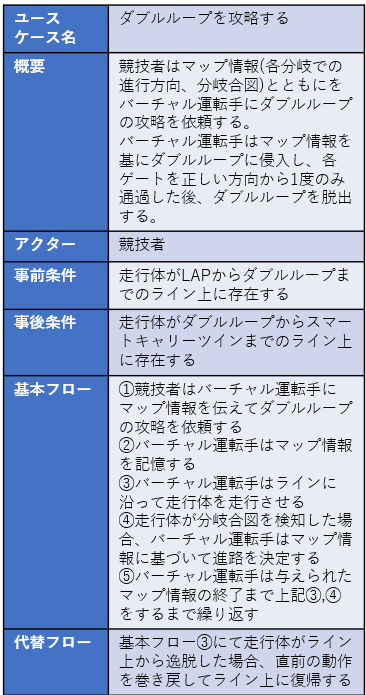 ユース
ケース名
ダブルループを攻略する
概要
競技者はマップ情報(各分岐での
進行方向、分岐合図)とともにを
バーチャル運転手にダブルループ
の攻略を依頼する。
バーチャル運転手はマップ情報を
基にダブルループに侵入し、各
ゲートを正しい方向から1度のみ
通過した後、ダブルループを脱出
する。
アクター
競技者
事前条件
走行体がLAPからダブルループま
でのライン上に存在する
事後条件
走行体がダブルループからスマー
トキャリーツインまでのライン上
に存在する
基本フロー
①競技者はバーチャル運転手に
マップ情報を伝えてダブルループ
の攻略を依頼する
②バーチャル運転手はマップ情報
を記憶する
③バーチャル運転手はラインに
沿って走行体を走行させる
④走行体が分岐合図を検知した場
合、バーチャル運転手はマップ情
報に基づいて進路を決定する
⑤バーチャル運転手は与えられた
マップ情報の終了まで上記③,④
をするまで繰り返す
代替フロー
基本フロー③にて走行体がライン
上から逸脱した場合、直前の動作
を巻き戻してライン上に復帰する